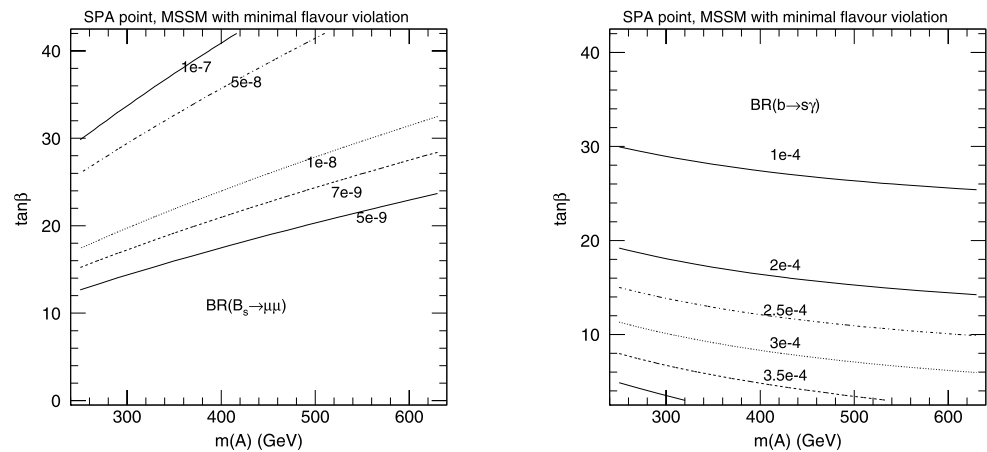 SPA point, MSSM with minimal flavour violation
40
30
20
10
0
tanβ
1e-7
5e-8
1e-8
7e-9
5e-9
BR(Bs→μμ)
300 400 500 600
m(A) (GeV)
SPA point, MSSM with minimal flavour violation
40
30
20
10
tanβ
BR(b→sγ)
1e-4
2e-4
2.5e-4
3e-4
3.5e-4
300 400 500 600
m(A) (GeV)